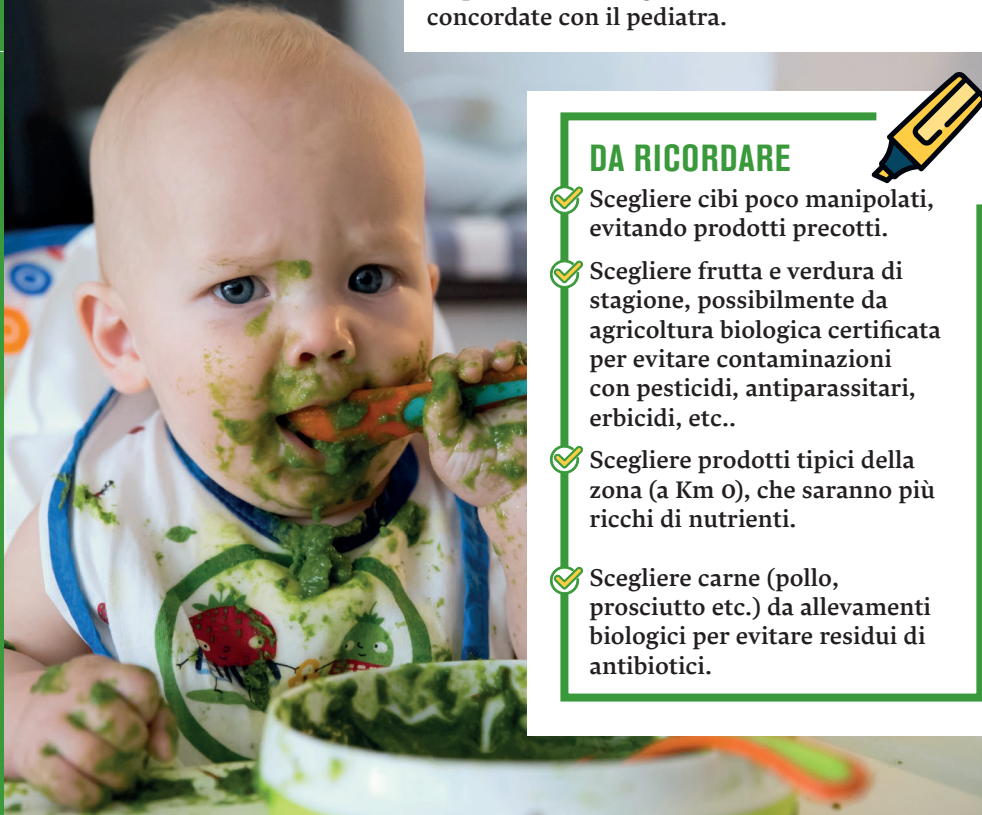 concordate con il pediatra.
DA RICORDARE
Scegliere cibi poco manipolati,
evitando prodotti precotti.
Scegliere frutta e verdura di
stagione, possibilmente da
agricoltura biologica certificata
per evitare contaminazioni
con pesticidi, antiparassitari,
erbicidi, etc..
Scegliere prodotti tipici della
zona (a Km 0), che saranno più
ricchi di nutrienti.
Scegliere carne (pollo,
prosciutto etc.) da allevamenti
biologici per evitare residui di
antibiotici.